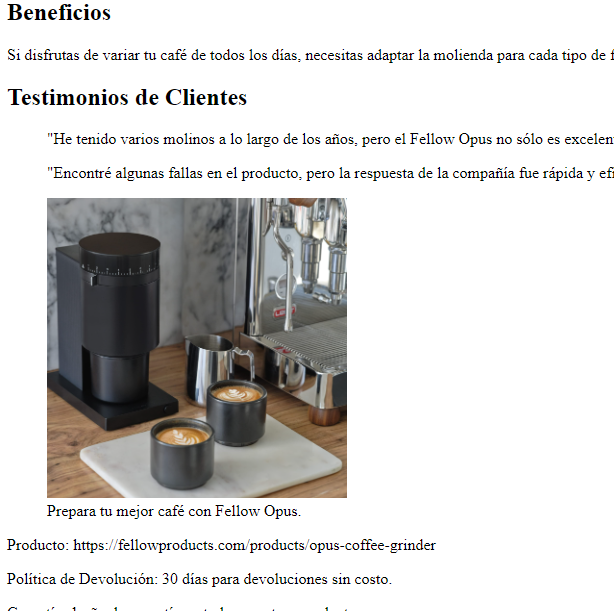 Beneficios
Si disfrutas de variar tu café de todos los días, necesitas adaptar la molienda para cada tipo de
Testimonios de Clientes
"He tenido varios molinos a lo largo de los años, pero el Fellow Opus no sólo es
"Encontré algunas fallas en el producto, pero la respuesta de la compañía fue rápida y
Prepara tu mejor café con Fellow Opus.
Producto: https://fellowproducts.com/products/opus-coffee-grinder
Política de Devolución: 30 días para devoluciones sin costo.